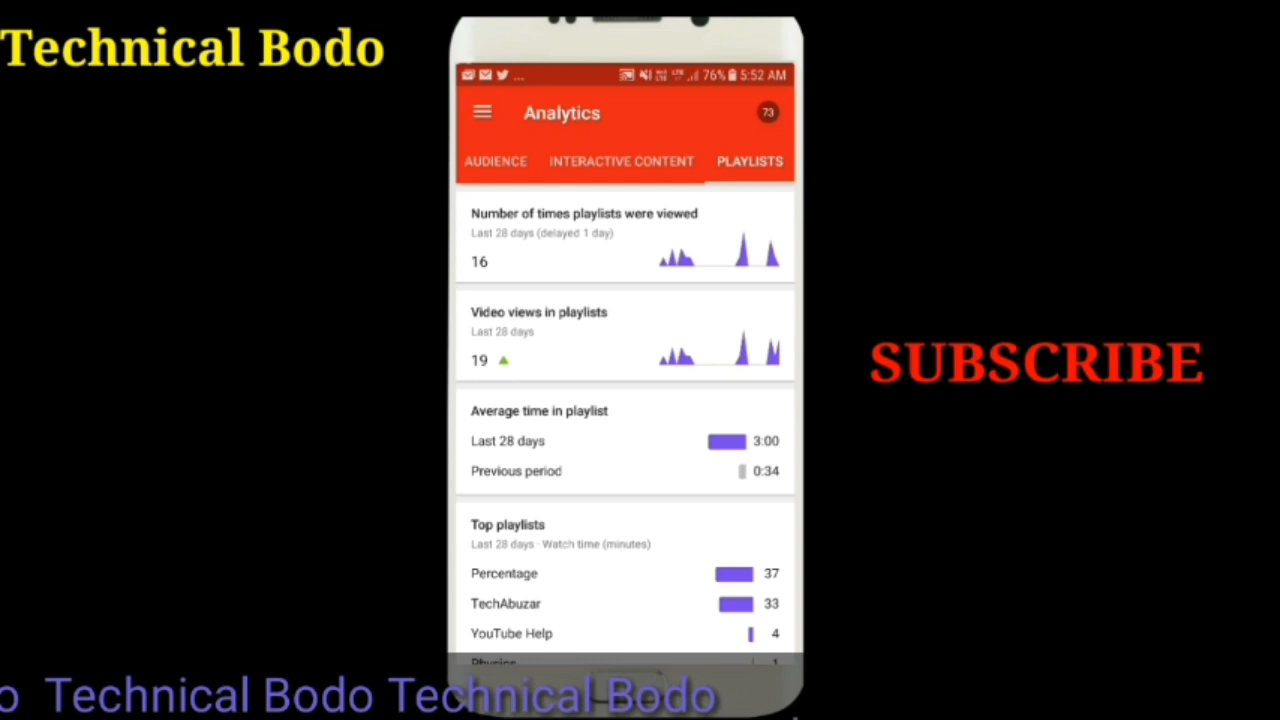 Technical Bodo
... 76% 5:52 AM
Analytics 73
AUDIENCE INTERACTIVE CONTENT PLAYLISTS
Number of times playlists were viewed
Last 28 days (delayed 1 day)
16
Video views in playlists
Last 28 days
19
Average time in playlist
Last 28 days 3:00
Previous period 0:34
Top playlists
Last 28 days · Watch time (minutes)
Percentage 37
TechAbuzar 33
YouTube Help 4
Physics 1
SUBSCRIBE
o Technical Bodo Technical Bodo